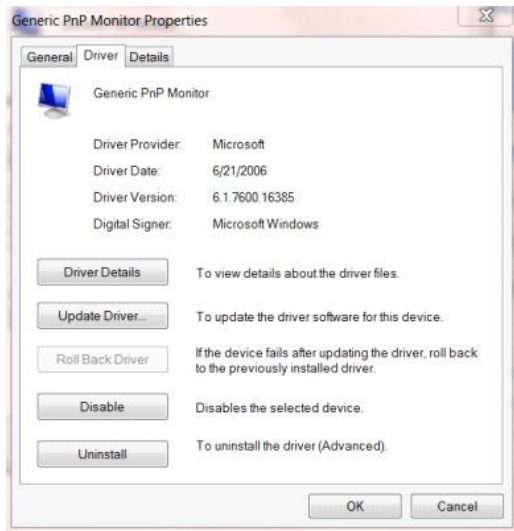 Generic PnP Monitor Properties
General Driver Details
Generic PnP Monitor
Driver Provider: Microsoft
Driver Date: 6/21/2006
Driver Version: 6.1.7600.16385
Digital Signer: Microsoft Windows
Driver Details To view details about the driver files.
Update Driver... To update the driver software for this device.
Roll Back Driver If the device fails after updating the driver, roll back
to the previously installed driver.
Disable Disables the selected device.
Uninstall To uninstall the driver (Advanced).
OK Cancel